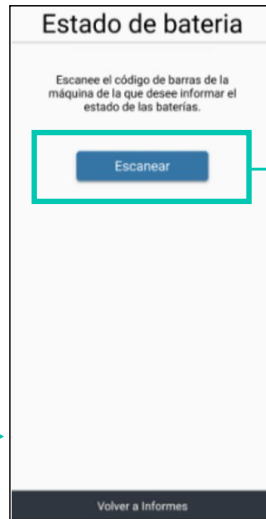 Estado de bateria
Escanee el código de barras de la
máquina de la que desee informar el
estado de las baterías.
Escanear
Volver a Informes